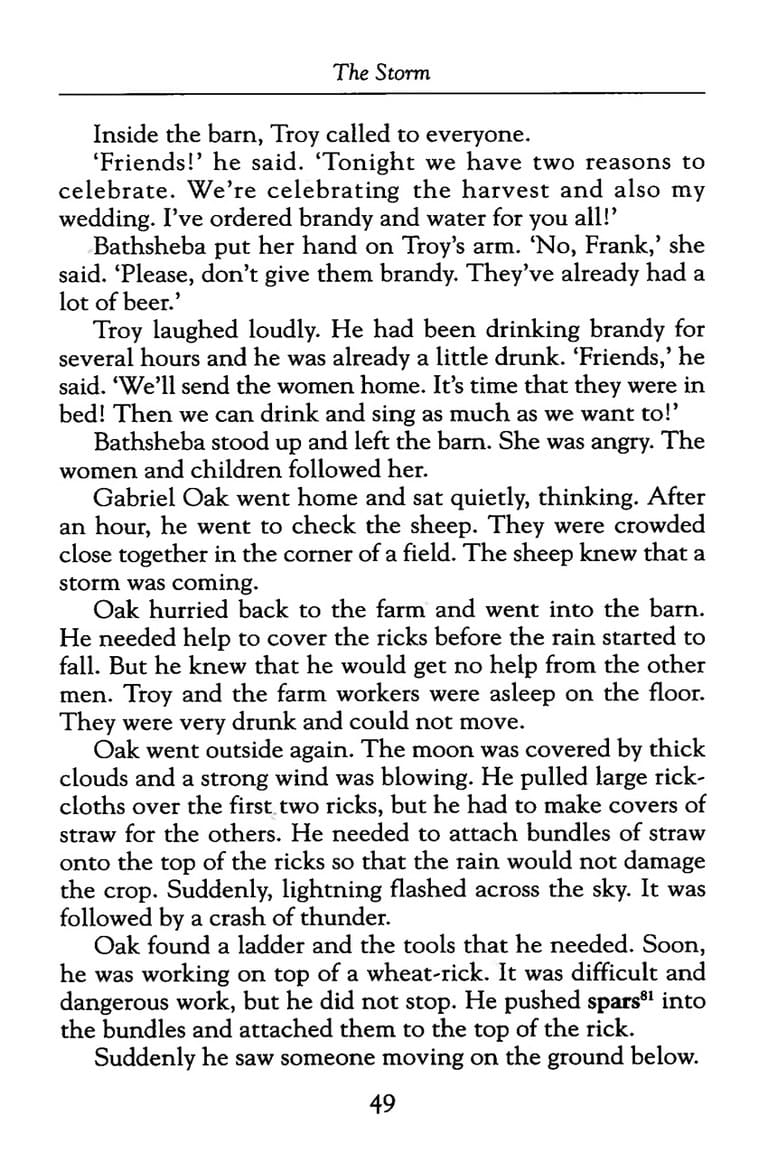 The Storm
Inside the barn, Troy called to everyone.
‘Friends!’ he said. ‘Tonight we have two reasons to
celebrate. We’re celebrating the harvest and also my
wedding. I’ve ordered brandy and water for you all!’
Bathsheba put her hand on Troy’s arm. ‘No, Frank,’ she
said. ‘Please, don’t give them brandy. They’ve already had a
lot of beer.’
Troy laughed loudly. He had been drinking brandy for
several hours and he was already a little drunk. ‘Friends,’ he
said. ‘We’ll send the women home. It’s time that they were in
bed! Then we can drink and sing as much as we want to!’
Bathsheba stood up and left the barn. She was angry. The
women and children followed her.
Gabriel Oak went home and sat quietly, thinking. After
an hour, he went to check the sheep. They were crowded
close together in the corner of a field. The sheep knew that a
storm was coming.
Oak hurried back to the farm and went into the barn.
He needed help to cover the ricks before the rain started to
fall. But he knew that he would get no help from the other
men. Troy and the farm workers were asleep on the floor.
They were very drunk and could not move.
Oak went outside again. The moon was covered by thick
clouds and a strong wind was blowing. He pulled large rick-
cloths over the first two ricks, but he had to make covers of
straw for the others. He needed to attach bundles of straw
onto the top of the ricks so that the rain would not damage
the crop. Suddenly, lightning flashed across the sky. It was
followed by a crash of thunder.
Oak found a ladder and the tools that he needed. Soon,
he was working on top of a wheat-rick. It was difficult and
dangerous work, but he did not stop. He pushed spars⁸¹ into
the bundles and attached them to the top of the rick.
Suddenly he saw someone moving on the ground below.
49